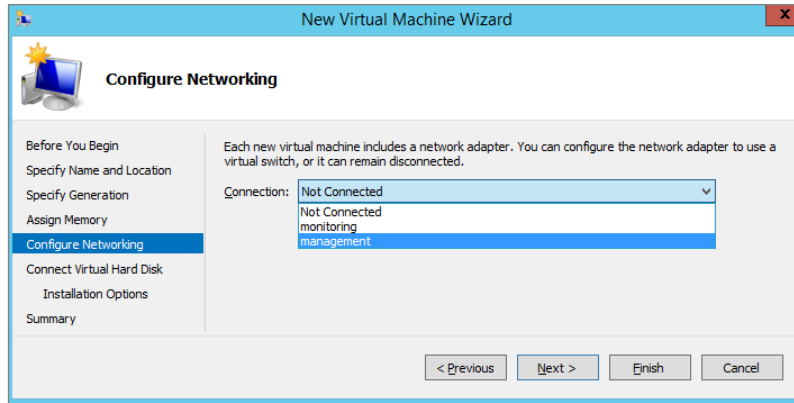 New Virtual Machine Wizard
x
Configure Networking
Before You Begin
Specify Name and Location
Specify Generation
Assign Memory
Configure Networking
Connect Virtual Hard Disk
Installation Options
Summary
Each new virtual machine includes a network adapter. You can configure the network adapter to use a
virtual switch, or it can remain disconnected.
Connection: Not Connected
Not Connected
monitoring
management
< Previous Next > Finish Cancel